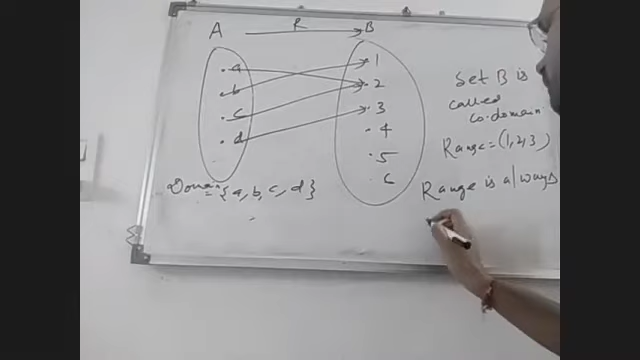 A R B
a
b
c
d
1
2
3
4
5
6
Domain = {a, b, c, d}
Set B is
called
co-domain.
Range = (1,2,3)
Range is always